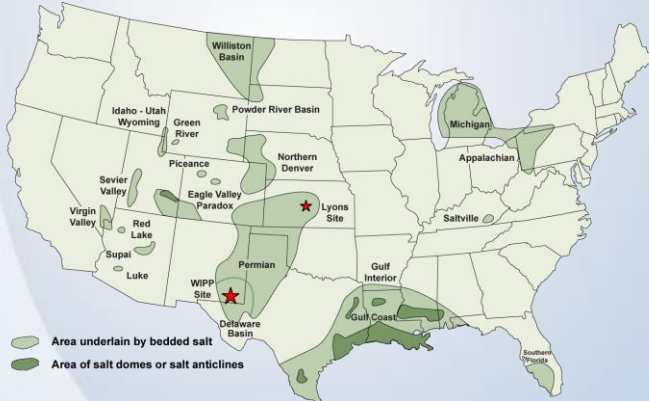 Williston
Basin
Idaho - Utah
Wyoming
Green
River
Powder River Basin
Michigan
Appalachian
Piceance
Northern
Denver
Sevier
Valley
Eagle Valley
Paradox
Lyons
Site
Saltville
Virgin
Valley
Red
Lake
Supai
Luke
Permian
WIPP
Site
Gulf
Interior
Gulf Coast
Delaware
Basin
Southern
Florida
Area underlain by bedded salt
Area of salt domes or salt anticlines